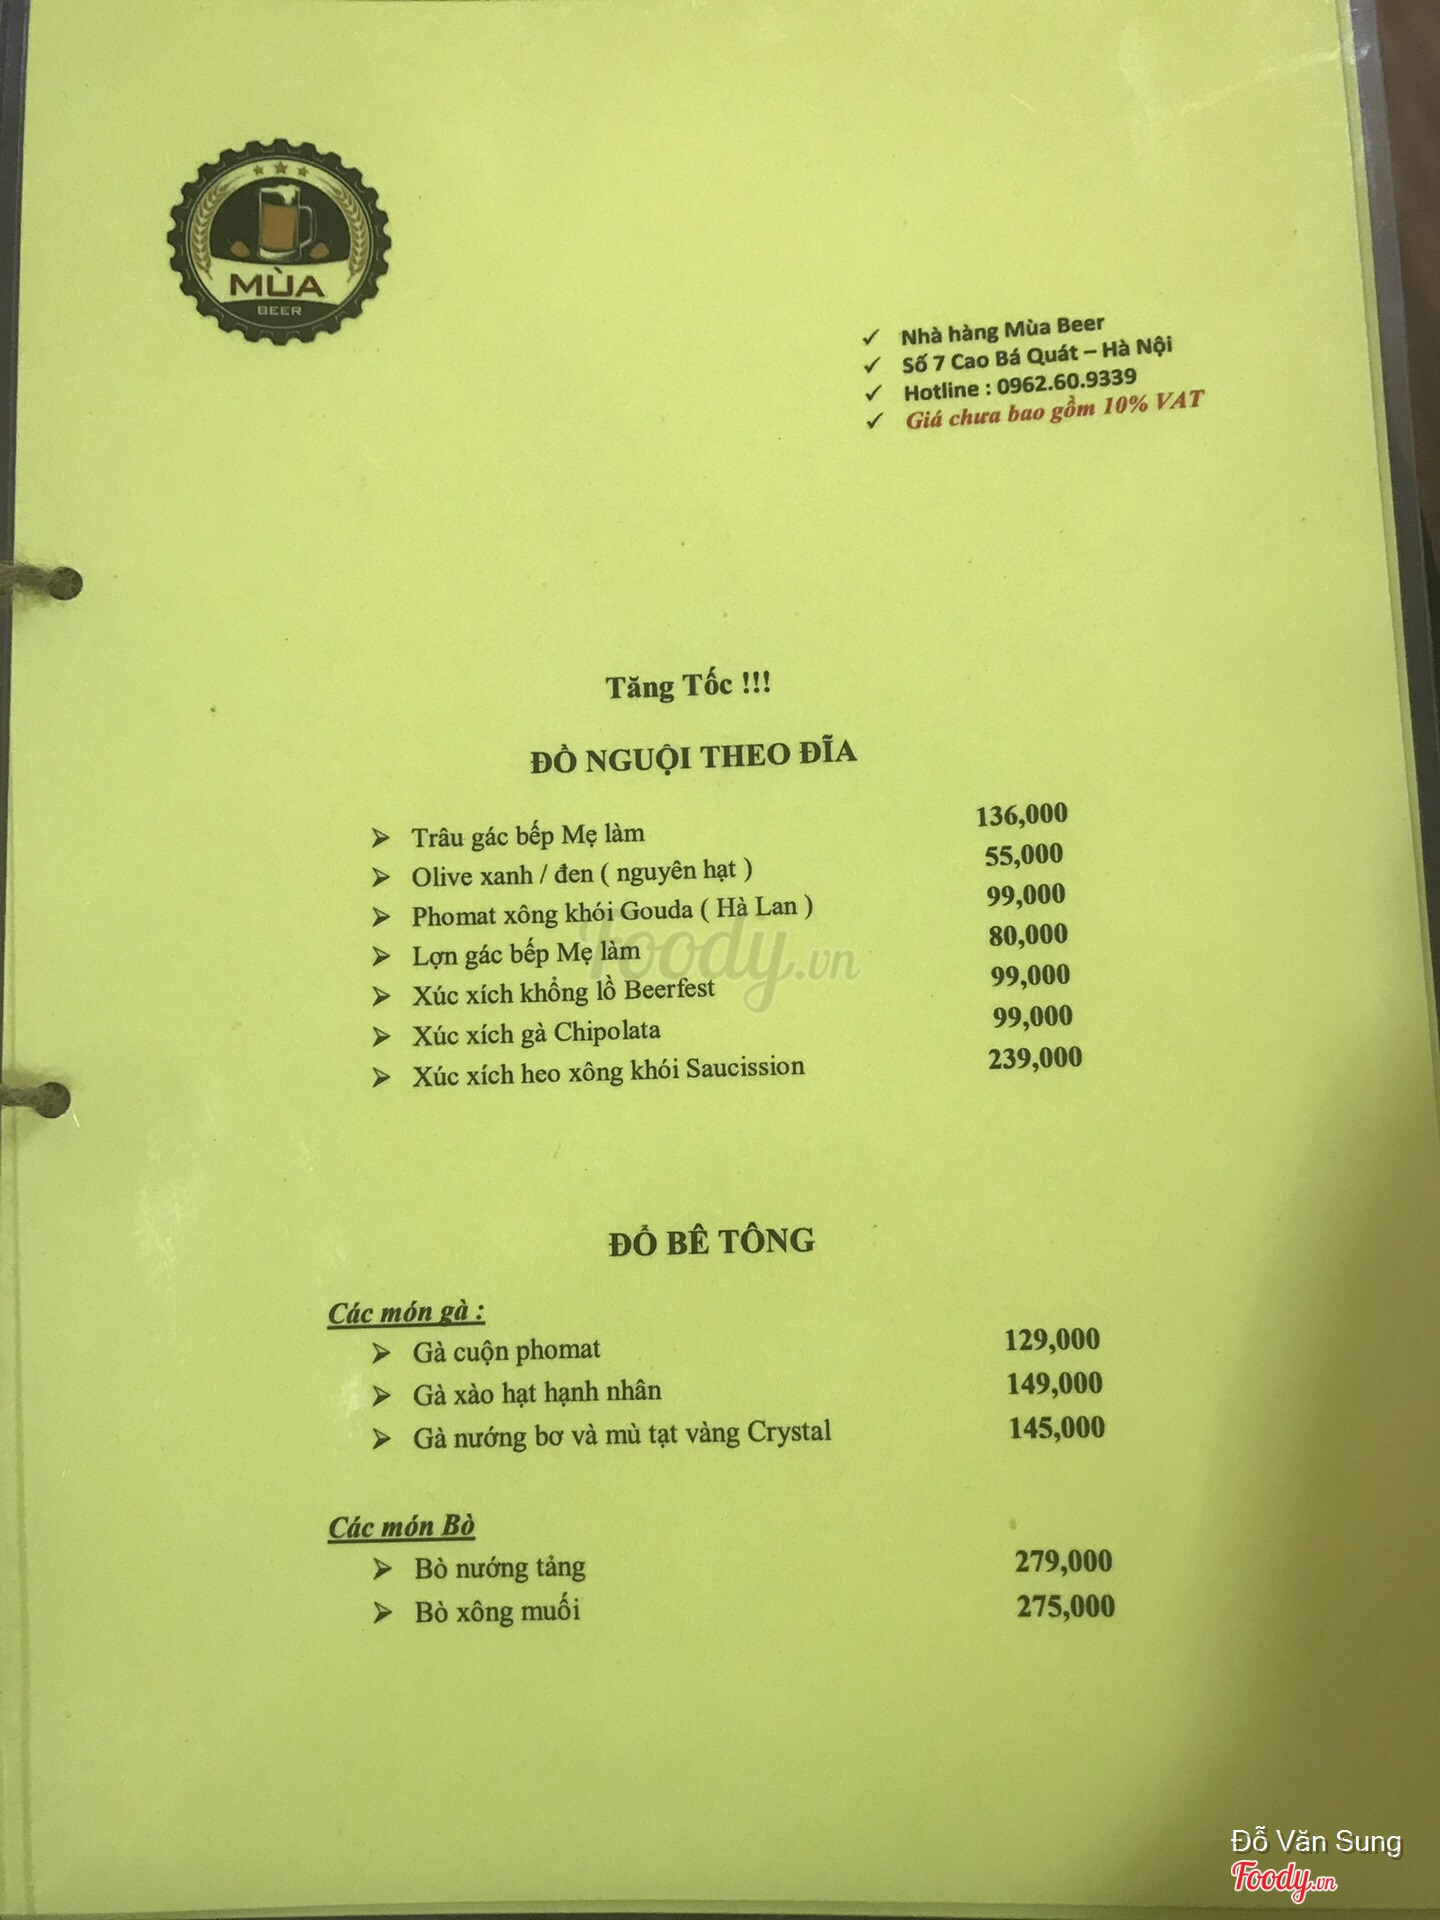 MÙA
BEER
✓ Nhà hàng Mùa Beer
✓ Số 7 Cao Bá Quát – Hà Nội
✓ Hotline : 0962.60.9339
✓ Giá chưa bao gồm 10% VAT
Tăng Tốc !!!
ĐỒ NGUỘI THEO ĐĨA
➢ Trâu gác bếp Mẹ làm 136,000
➢ Olive xanh / đen ( nguyên hạt ) 55,000
➢ Phomat xông khói Gouda ( Hà Lan ) 99,000
➢ Lợn gác bếp Mẹ làm 80,000
➢ Xúc xích khổng lồ Beerfest 99,000
➢ Xúc xích gà Chipolata 99,000
➢ Xúc xích heo xông khói Saucission 239,000
Foody.vn
ĐỔ BÊ TÔNG
Các món gà :
➢ Gà cuộn phomat 129,000
➢ Gà xào hạt hạnh nhân 149,000
➢ Gà nướng bơ và mù tạt vàng Crystal 145,000
Các món Bò
➢ Bò nướng tảng 279,000
➢ Bò xông muối 275,000
Đỗ Văn Sung
Foody.vn